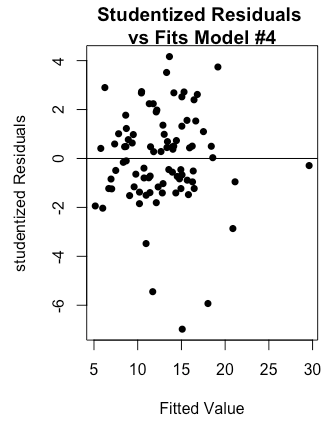 Studentized Residuals
vs Fits Model #4
studentized Residuals
4
2
0
-2
-4
-6
5 10 15 20 25 30
Fitted Value